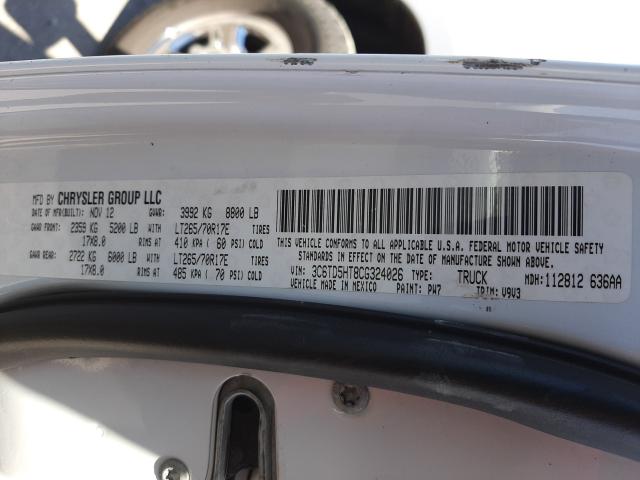 MFD BY CHRYSLER GROUP LLC
DATE OF MFR(BUILT): NOV 12 GVWR: 3992 KG 8800 LB
GAWR FRONT: 2359 KG 5200 LB WITH LT265/70R17E TIRES
17X8.0 RIMS AT 410 KPA ( 60 PSI) COLD
GAWR REAR: 2722 KG 6000 LB WITH LT265/70R17E TIRES
17X8.0 RIMS AT 485 KPA ( 70 PSI) COLD
THIS VEHICLE CONFORMS TO ALL APPLICABLE U.S.A. FEDERAL MOTOR VEHICLE SAFETY
STANDARDS IN EFFECT ON THE DATE OF MANUFACTURE SHOWN ABOVE.
VIN: 3C6TD5HT8CG324026 TYPE: TRUCK MDH: 112812 636AA
VEHICLE MADE IN MEXICO PAINT: PW7 TRIM: V9V9